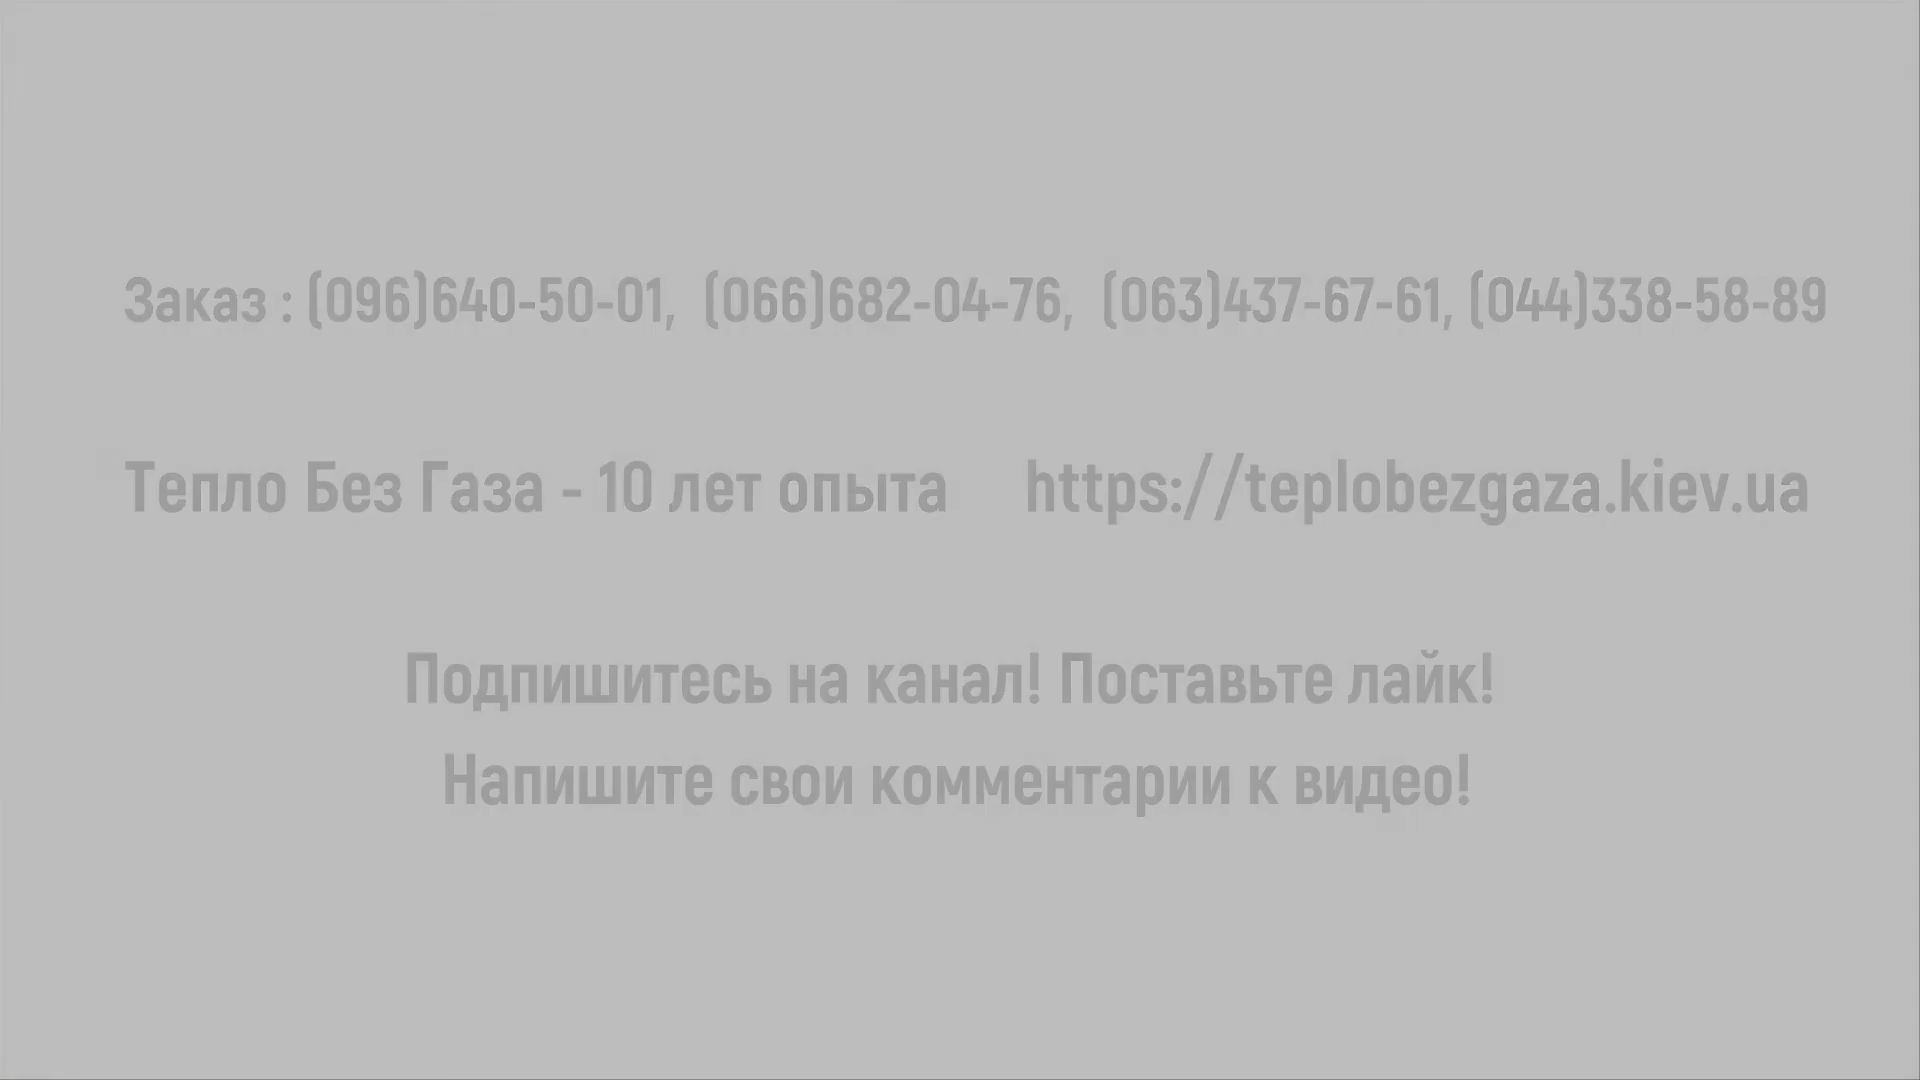 Заказ : (096)640-50-01, (066)682-04-76, (063)437-67-61, (044)338-58-89
Тепло Без Газа - 10 лет опыта https://teplobezgaza.kiev.ua
Подпишитесь на канал! Поставьте лайк!
Напишите свои комментарии к видео!